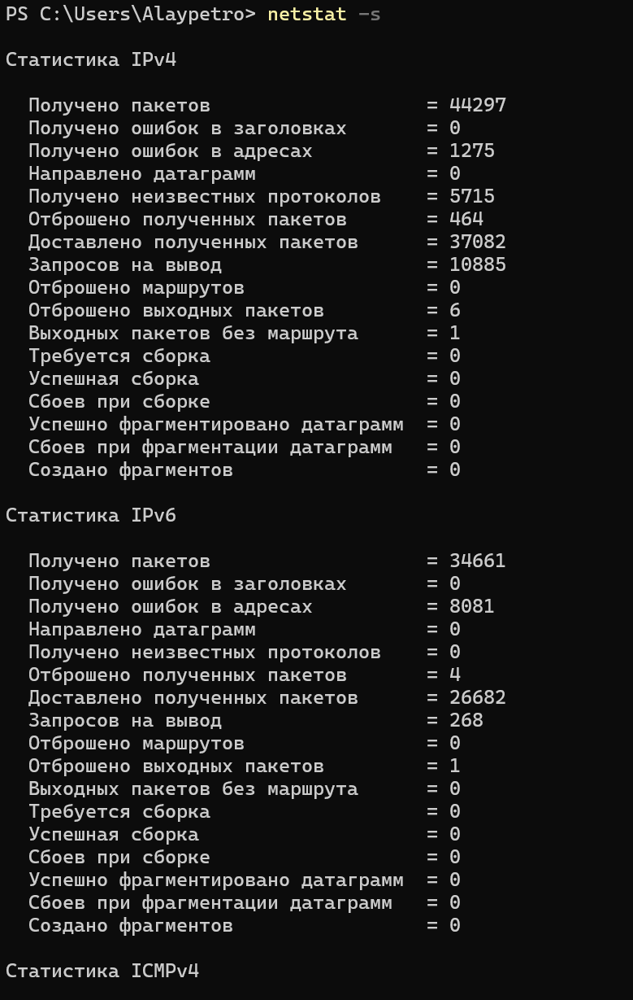 PS C:\Users\Alaypetro> netstat -s
Статистика IPv4
Получено пакетов = 44297
Получено ошибок в заголовках = 0
Получено ошибок в адресах = 1275
Направлено датаграмм = 0
Получено неизвестных протоколов = 5715
Отброшено полученных пакетов = 464
Доставлено полученных пакетов = 37082
Запросов на вывод = 10885
Отброшено маршрутов = 0
Отброшено выходных пакетов = 6
Выходных пакетов без маршрута = 1
Требуется сборка = 0
Успешная сборка = 0
Сбоев при сборке = 0
Успешно фрагментировано датаграмм = 0
Сбоев при фрагментации датаграмм = 0
Создано фрагментов = 0
Статистика IPv6
Получено пакетов = 34661
Получено ошибок в заголовках = 0
Получено ошибок в адресах = 8081
Направлено датаграмм = 0
Получено неизвестных протоколов = 0
Отброшено полученных пакетов = 4
Доставлено полученных пакетов = 26682
Запросов на вывод = 268
Отброшено маршрутов = 0
Отброшено выходных пакетов = 1
Выходных пакетов без маршрута = 0
Требуется сборка = 0
Успешная сборка = 0
Сбоев при сборке = 0
Успешно фрагментировано датаграмм = 0
Сбоев при фрагментации датаграмм = 0
Создано фрагментов = 0
Статистика ICMPv4